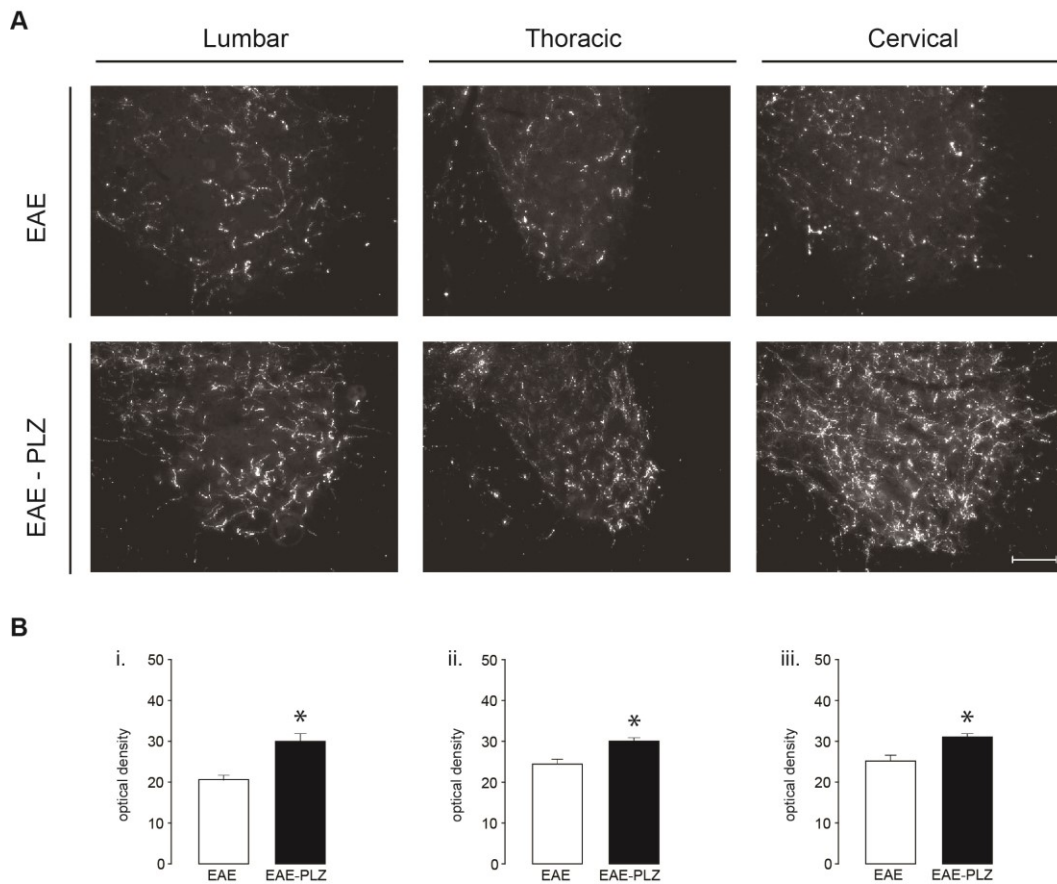 A
Lumbar Thoracic Cervical
EAE
EAE - PLZ
B
i. ii. iii.
50 50 50
40 40 40
30 30 30
20 20 20
10 10 10
0 0 0
optical density optical density optical density
* * *
EAE EAE-PLZ EAE EAE-PLZ EAE EAE-PLZ